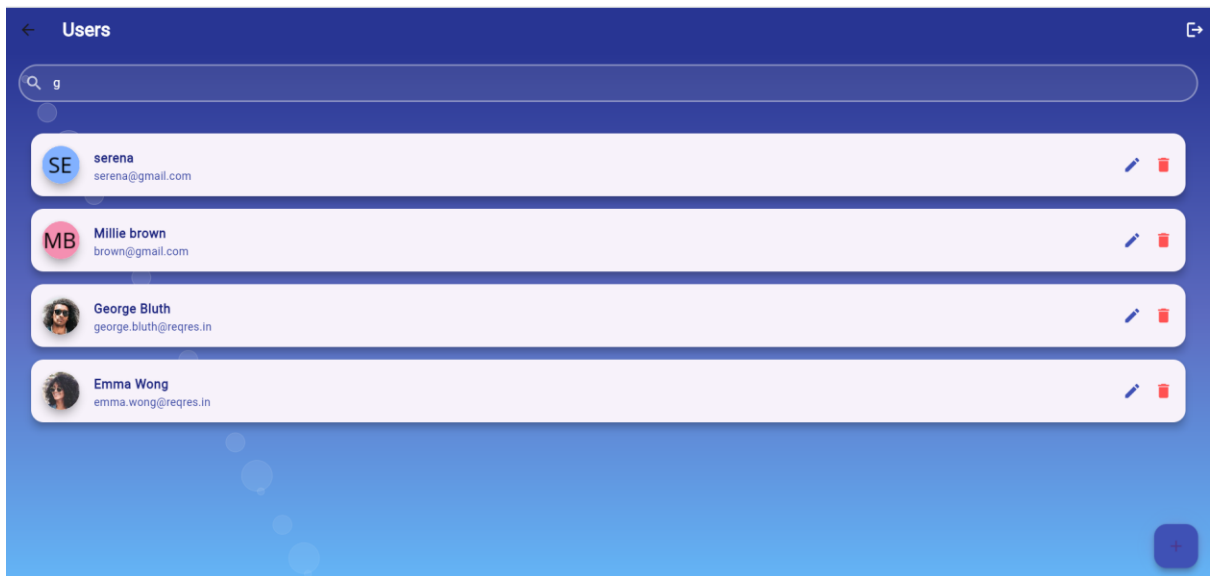 Users
g
SE
serena
serena@gmail.com
MB
Millie brown
brown@gmail.com
George Bluth
george.bluth@reqres.in
Emma Wong
emma.wong@reqres.in